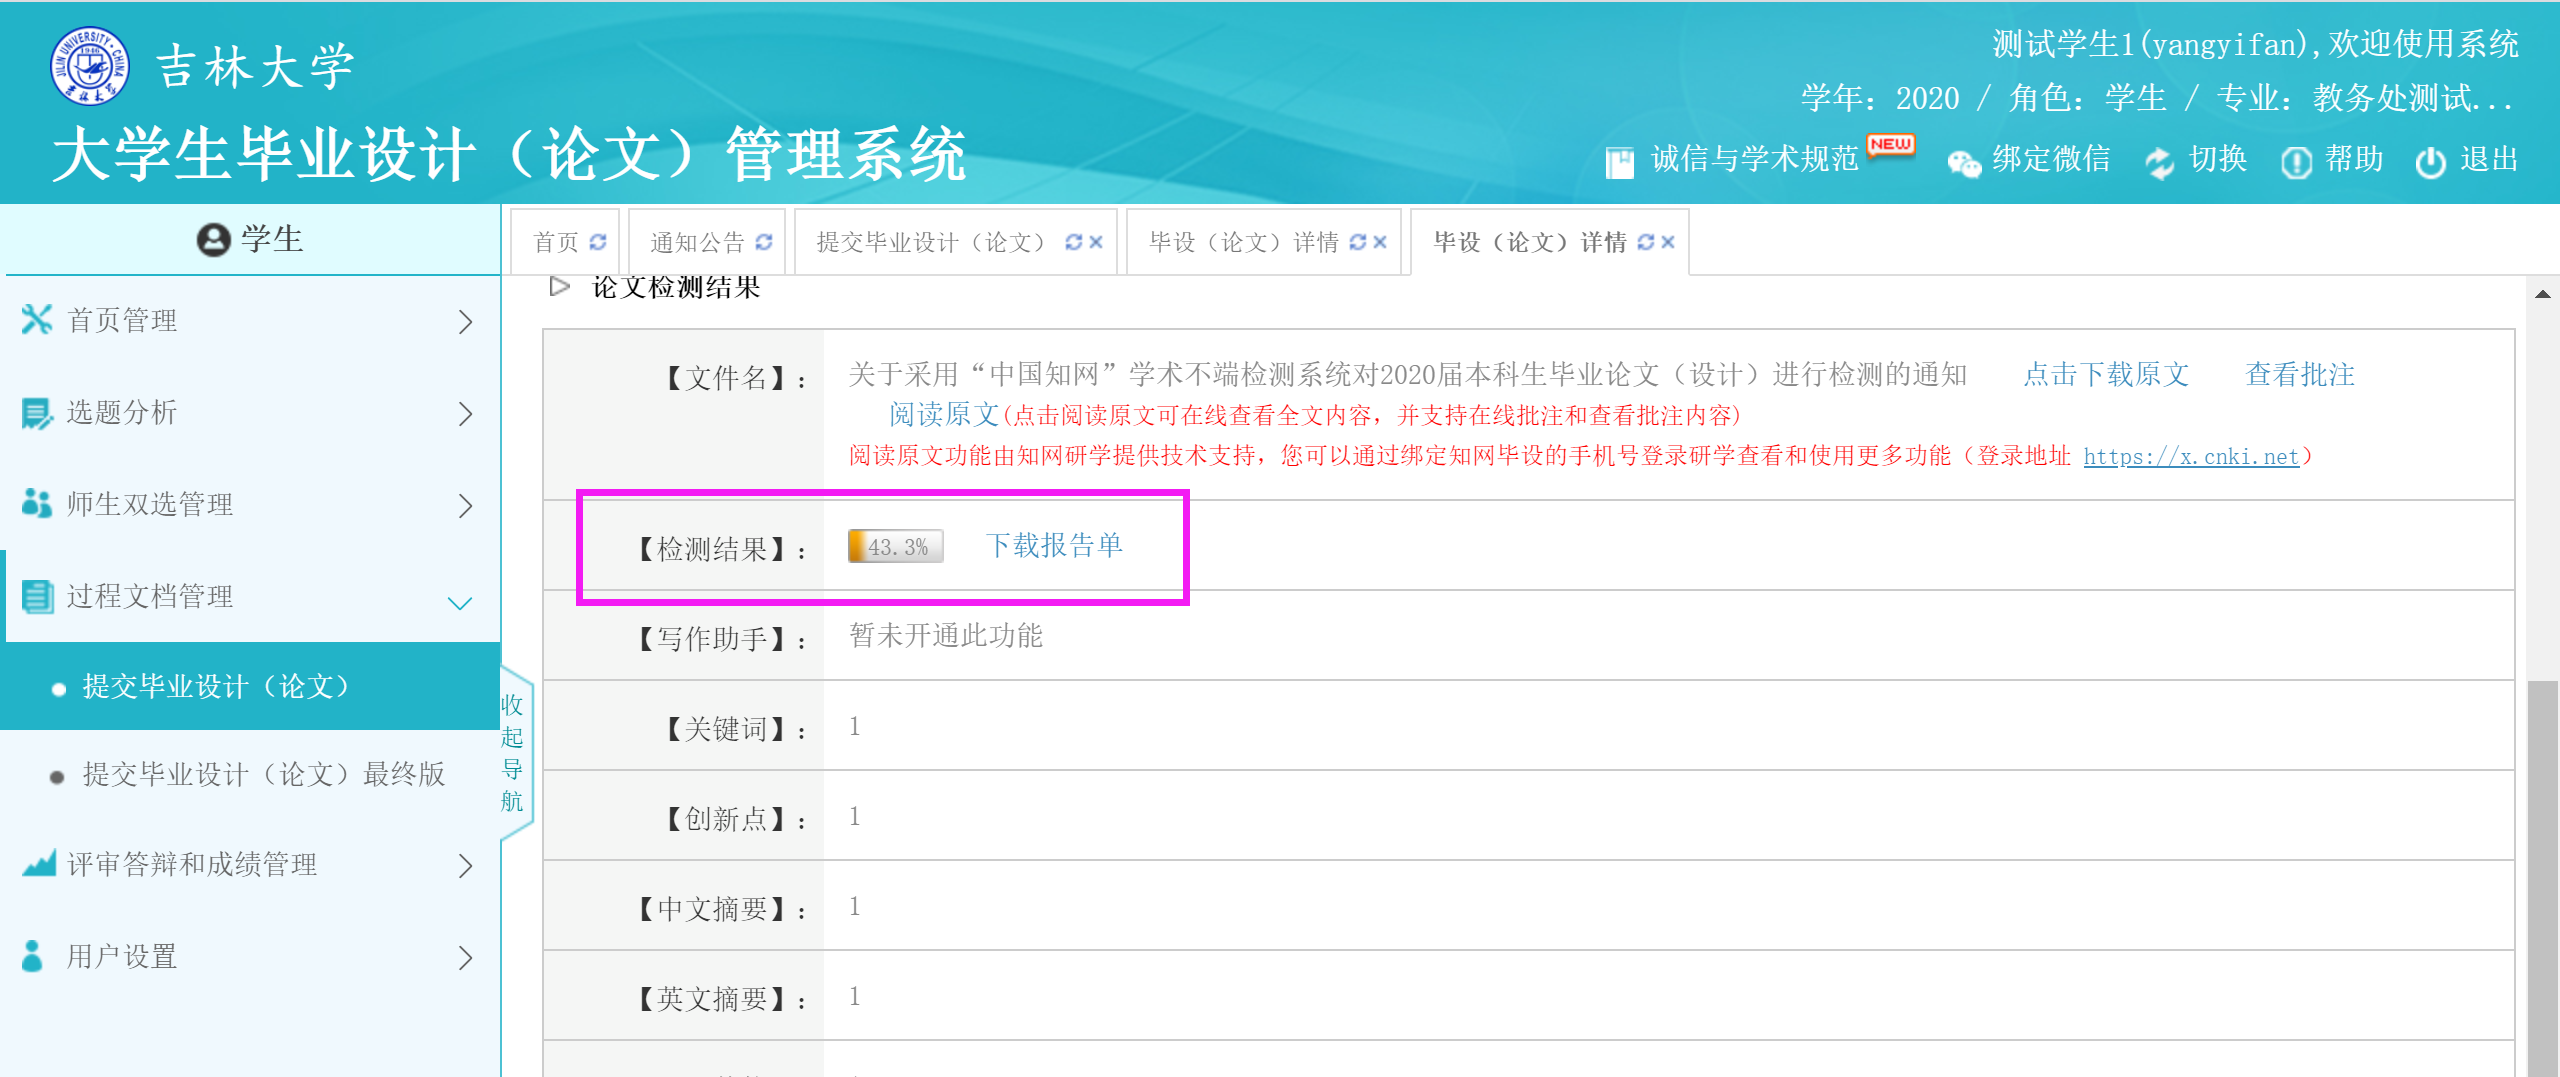 吉林大学
大学生毕业设计（论文）管理系统
测试学生1(yangyifan),欢迎使用系统
学年: 2020 / 角色: 学生 / 专业: 教务处测试...
诚信与学术规范 NEW 绑定微信 切换 帮助 退出
学生
首页 通知公告 提交毕业设计（论文） 毕设（论文）详情 毕设（论文）详情
首页管理
选题分析
师生双选管理
过程文档管理
提交毕业设计（论文）
提交毕业设计（论文）最终版
评审答辩和成绩管理
用户设置
收起导航
论文检测结果
【文件名】: 关于采用“中国知网”学术不端检测系统对2020届本科生毕业论文（设计）进行检测的通知 点击下载原文 查看批注
阅读原文(点击阅读原文可在线查看全文内容，并支持在线批注和查看批注内容)
阅读原文功能由知网研学提供技术支持，您可以通过绑定知网毕设的手机号登录研学查看和使用更多功能（登录地址 https://x.cnki.net）
【检测结果】: 43.3% 下载报告单
【写作助手】: 暂未开通此功能
【关键词】: 1
【创新点】: 1
【中文摘要】: 1
【英文摘要】: 1